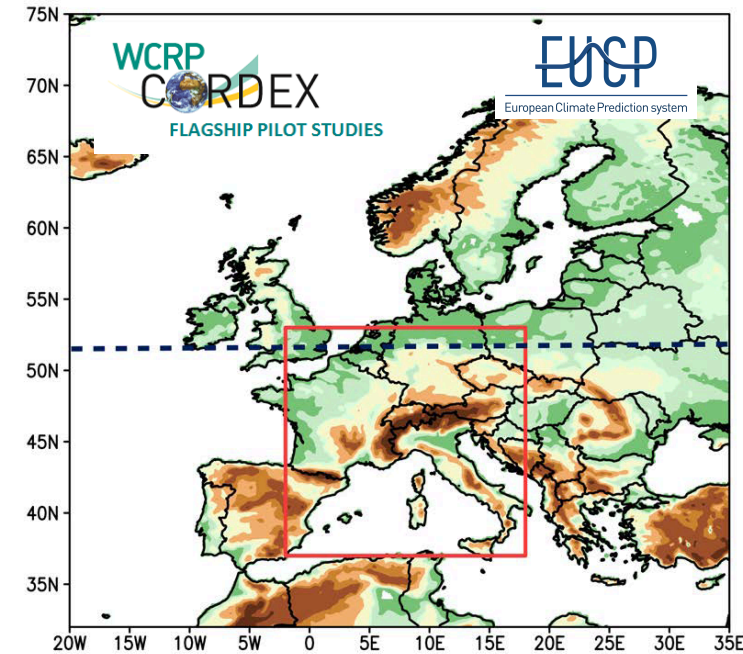 75N
70N
65N
60N
55N
50N
45N
40N
35N
20W 15W 10W 5W 0 5E 10E 15E 20E 25E 30E 35E
WCRP
CORDEX
FLAGSHIP PILOT STUDIES
EUCP
European Climate Prediction system